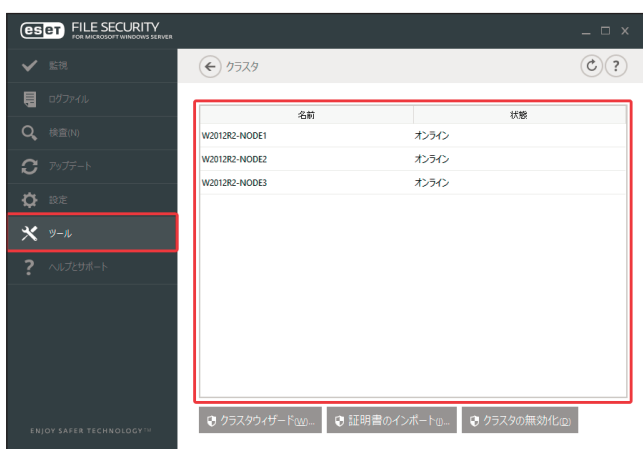 eset FILE SECURITY
FOR MICROSOFT WINDOWS SERVER
監視
ログファイル
検査(N)
アップデート
設定
ツール
ヘルプとサポート
ENJOY SAFER TECHNOLOGY™
クラスタ
名前 状態
W2012R2-NODE1 オンライン
W2012R2-NODE2 オンライン
W2012R2-NODE3 オンライン
クラスタウィザード(W)... 証明書のインポート(I)... クラスタの無効化(D)